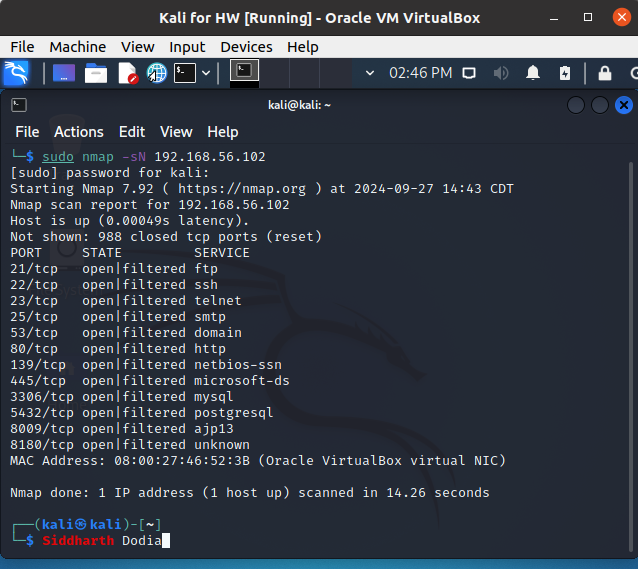 Kali for HW [Running] - Oracle VM VirtualBox
File Machine View Input Devices Help
02:46 PM
kali@kali: ~
File Actions Edit View Help
└─$ sudo nmap -sN 192.168.56.102
[sudo] password for kali:
Starting Nmap 7.92 ( https://nmap.org ) at 2024-09-27 14:43 CDT
Nmap scan report for 192.168.56.102
Host is up (0.00049s latency).
Not shown: 988 closed tcp ports (reset)
PORT STATE SERVICE
21/tcp open|filtered ftp
22/tcp open|filtered ssh
23/tcp open|filtered telnet
25/tcp open|filtered smtp
53/tcp open|filtered domain
80/tcp open|filtered http
139/tcp open|filtered netbios-ssn
445/tcp open|filtered microsoft-ds
3306/tcp open|filtered mysql
5432/tcp open|filtered postgresql
8009/tcp open|filtered ajp13
8180/tcp open|filtered unknown
MAC Address: 08:00:27:46:52:3B (Oracle VirtualBox virtual NIC)
Nmap done: 1 IP address (1 host up) scanned in 14.26 seconds
┌──(kali㉿kali)-[~]
└─$ Siddharth Dodia